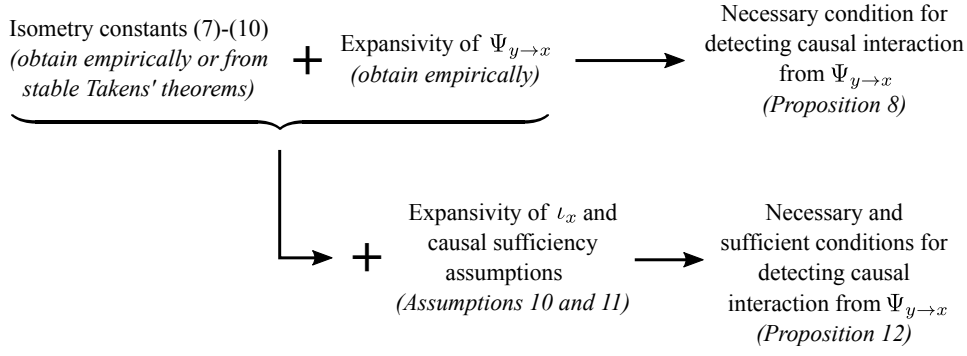 Isometry constants (7)-(10)
(obtain empirically or from
stable Takens' theorems)
+
Expansivity of Ψ_{y→x}
(obtain empirically)
Necessary condition for
detecting causal interaction
from Ψ_{y→x}
(Proposition 8)
+
Expansivity of ι_x and
causal sufficiency
assumptions
(Assumptions 10 and 11)
Necessary and
sufficient conditions for
detecting causal
interaction from Ψ_{y→x}
(Proposition 12)